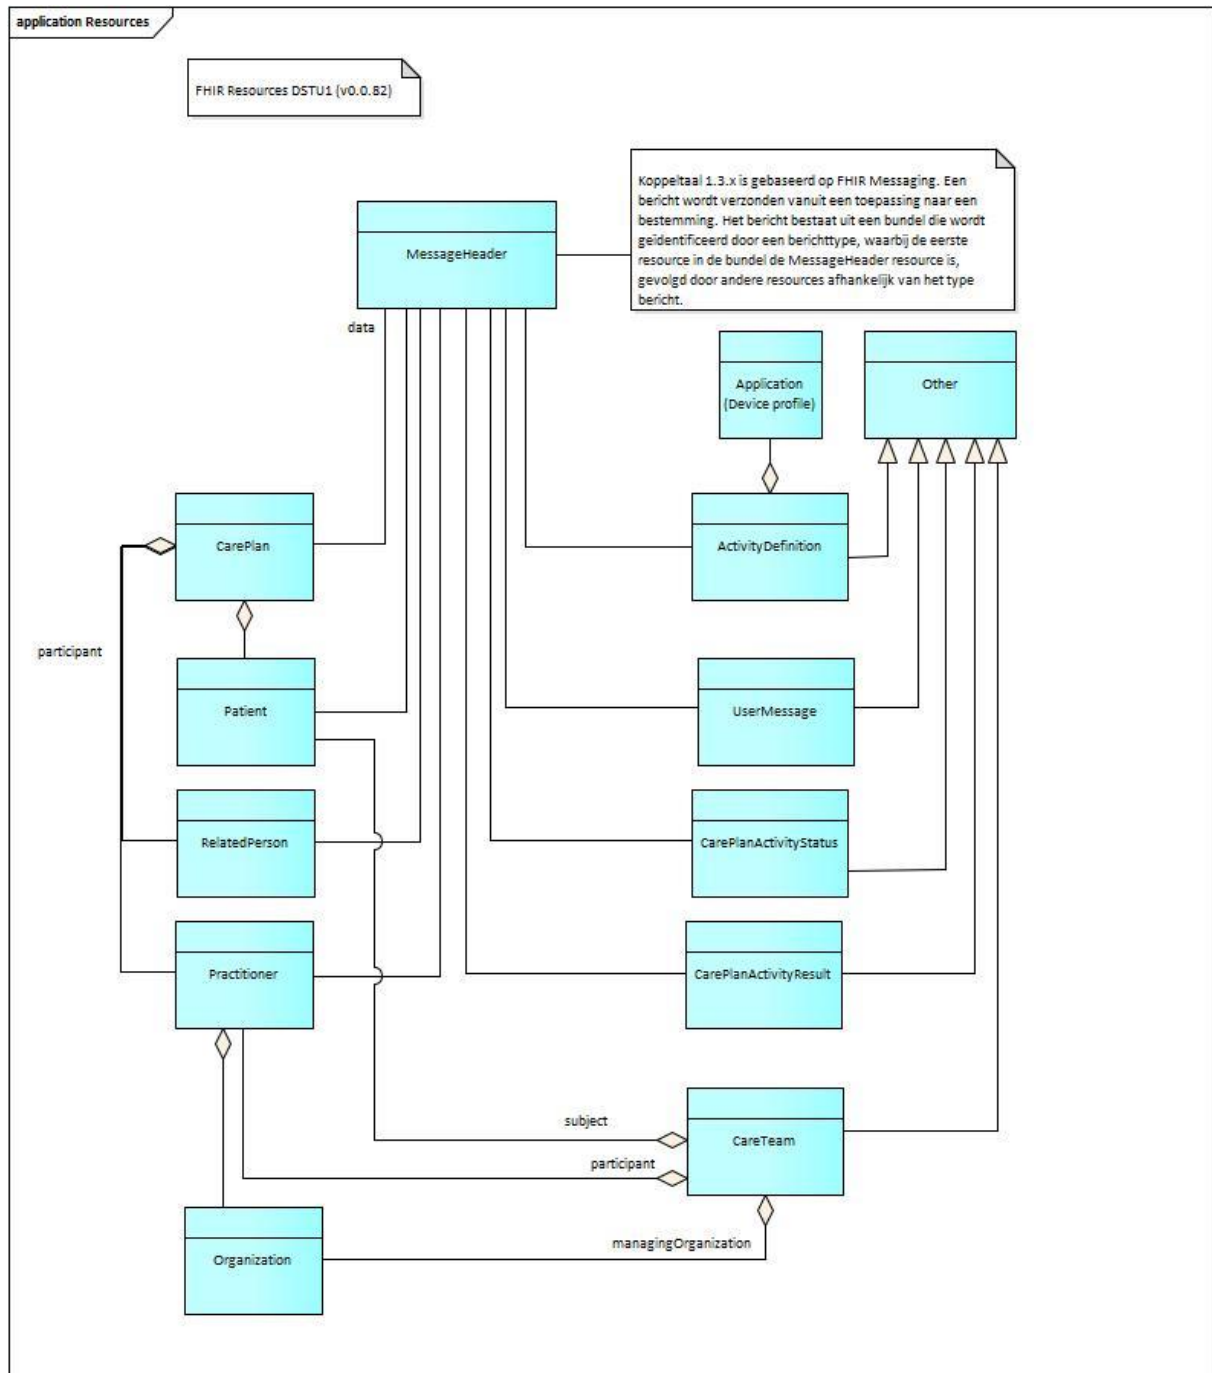 application Resources
FHIR Resources DSTU1 (v0.0.82)
Koppeltaal 1.3.x is gebaseerd op FHIR Messaging. Een
bericht wordt verzonden vanuit een toepassing naar een
bestemming. Het bericht bestaat uit een bundel die wordt
geïdentificeerd door een berichttype, waarbij de eerste
resource in de bundel de MessageHeader resource is,
gevolgd door andere resources afhankelijk van het type
bericht.
MessageHeader
data
Application
(Device profile)
Other
CarePlan
ActivityDefinition
participant
Patient
UserMessage
RelatedPerson
CarePlanActivityStatus
Practitioner
CarePlanActivityResult
subject
CareTeam
participant
managingOrganization
Organization